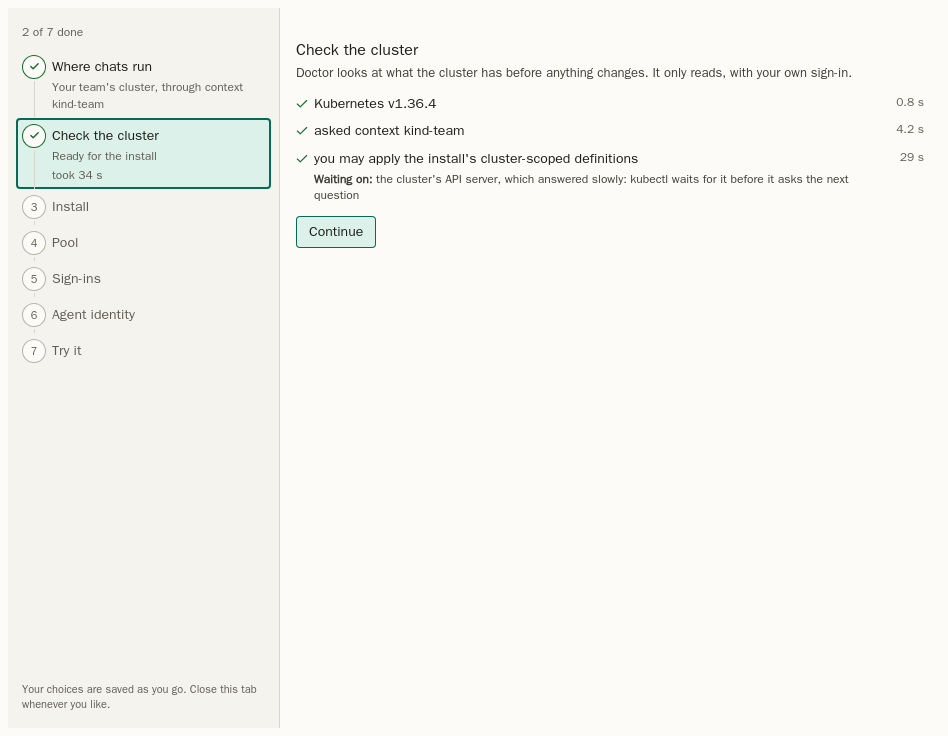 2 of 7 done
Where chats run
Your team's cluster, through context
kind-team
Check the cluster
Ready for the install
took 34 s
3 Install
4 Pool
5 Sign-ins
6 Agent identity
7 Try it
Your choices are saved as you go. Close this tab
whenever you like.
Check the cluster
Doctor looks at what the cluster has before anything changes. It only reads, with your own sign-in.
Kubernetes v1.36.4 0.8 s
asked context kind-team 4.2 s
you may apply the install's cluster-scoped definitions 29 s
Waiting on: the cluster's API server, which answered slowly: kubectl waits for it before it asks the next
question
Continue